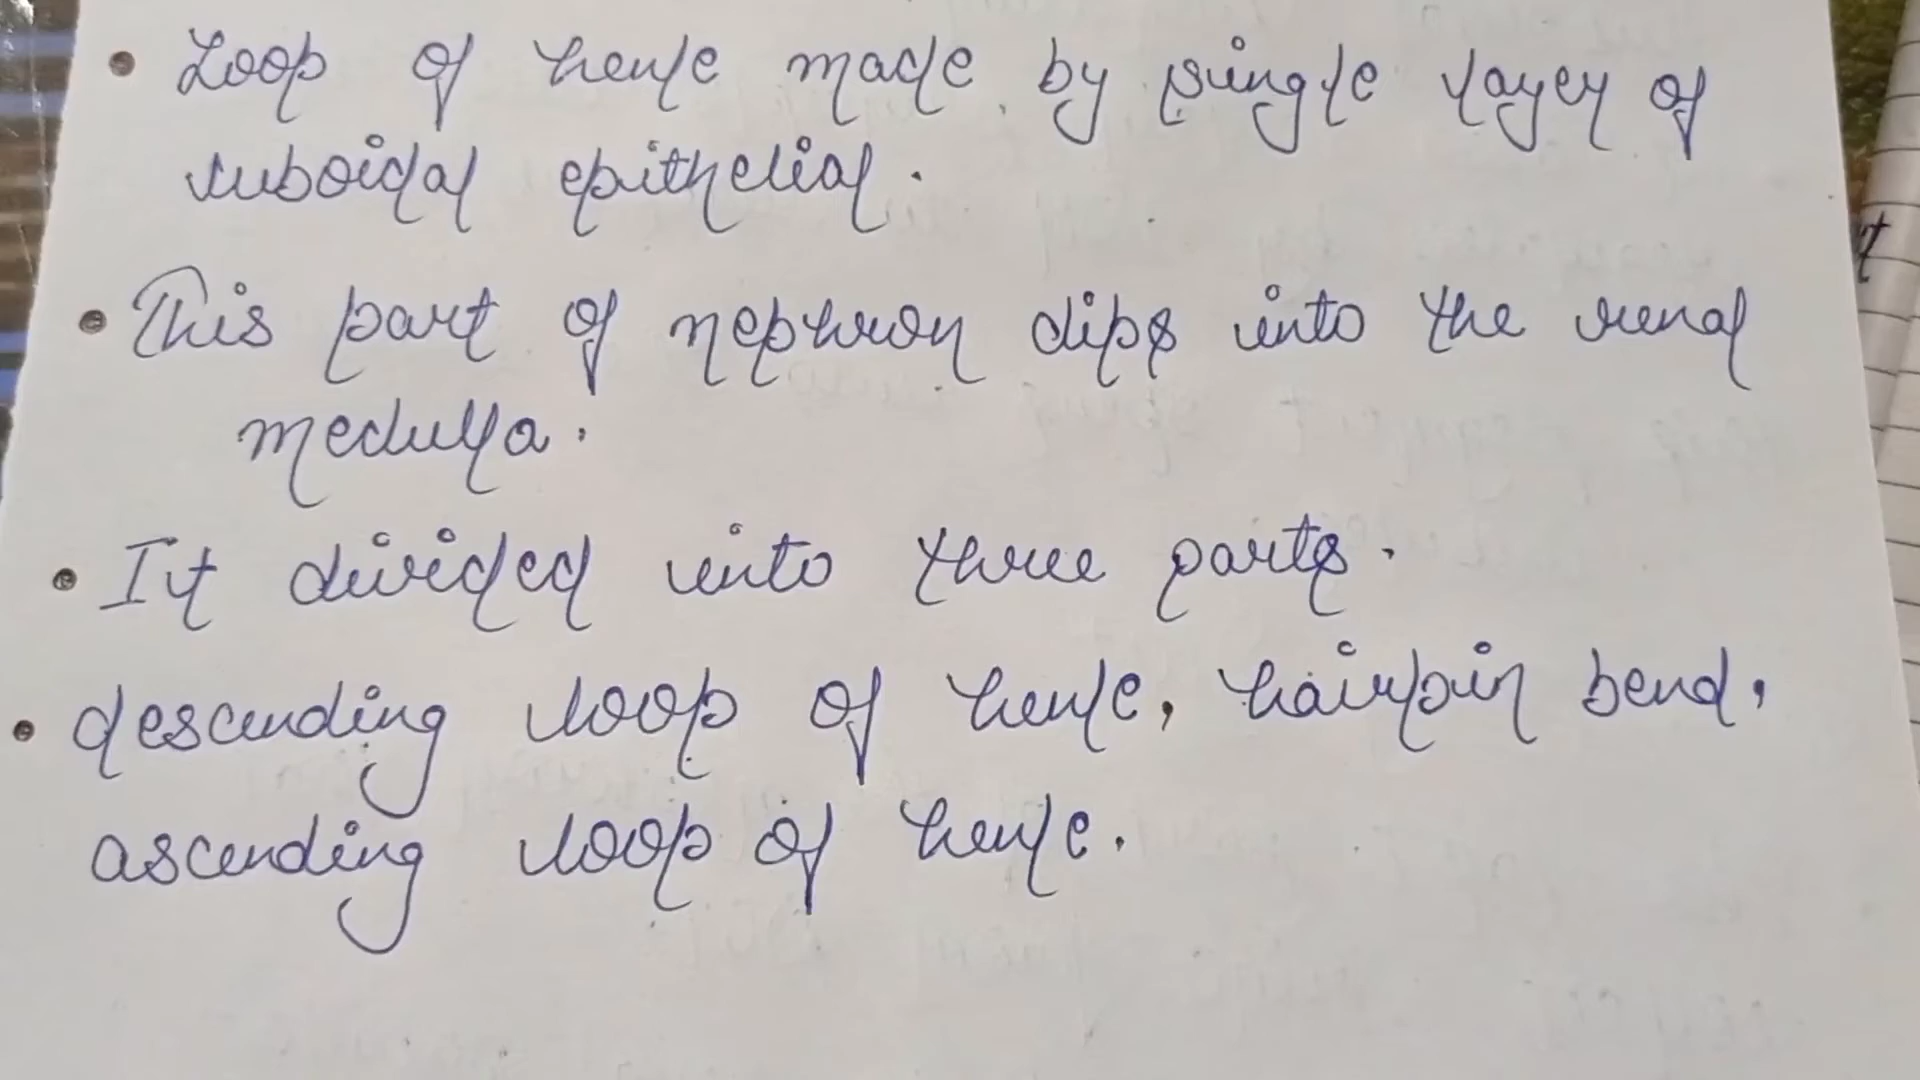 • Loop of henle made by single layer of
cuboidal epithelial.
• This part of nephron dips into the renal
medulla.
• It divided into three parts.
• descending loop of henle, hairpin bend,
ascending loop of henle.